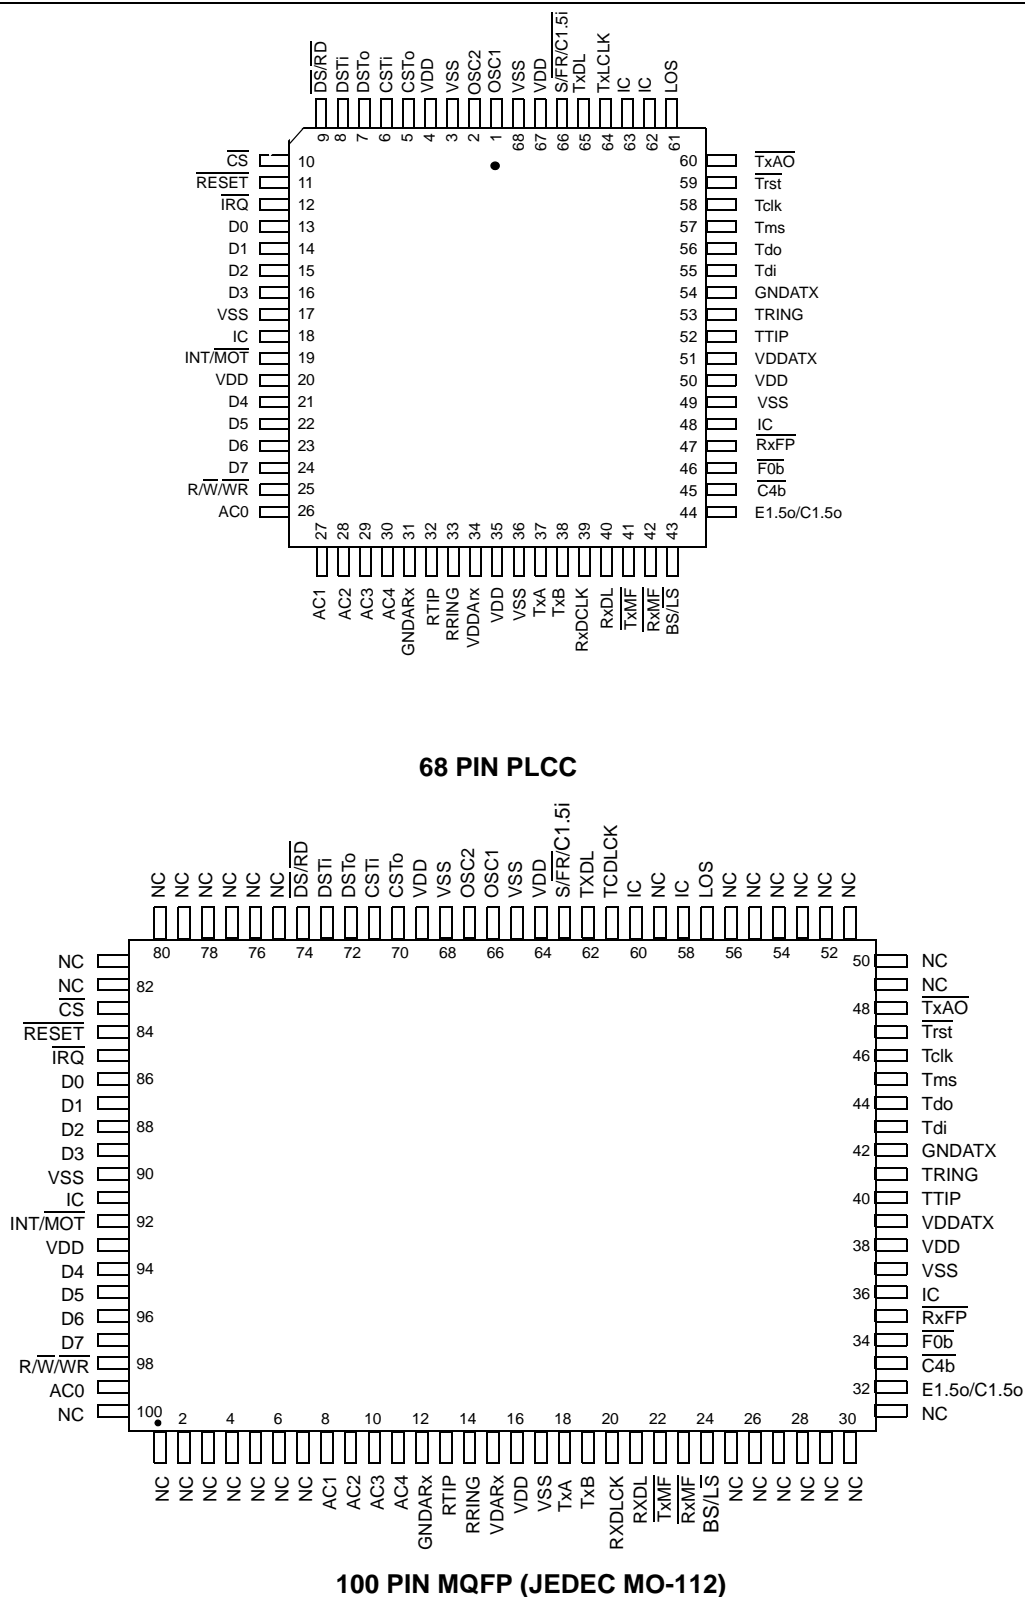 DS/RD
DSTi
DSTo
CSTi
CSTo
VDD
VSS
OSC2
OSC1
VSS
VDD
S/FR/C1.5i
TxDL
TxLCLK
IC
IC
LOS
9 8 7 6 5 4 3 2 1 68 67 66 65 64 63 62 61
CS 10
RESET 11
IRQ 12
D0 13
D1 14
D2 15
D3 16
VSS 17
IC 18
INT/MOT 19
VDD 20
D4 21
D5 22
D6 23
D7 24
R/W/WR 25
AC0 26
60 TxAO
59 Trst
58 Tclk
57 Tms
56 Tdo
55 Tdi
54 GNDATX
53 TRING
52 TTIP
51 VDDATX
50 VDD
49 VSS
48 IC
47 RxFP
46 F0b
45 C4b
44 E1.5o/C1.5o
27 28 29 30 31 32 33 34 35 36 37 38 39 40 41 42 43
AC1
AC2
AC3
AC4
GNDARx
RTIP
RRING
VDDArx
VDD
VSS
TxA
TxB
RxDCLK
RxDL
TxMF
RxMF
BS/LS
68 PIN PLCC
NC
NC
NC
NC
NC
NC
DS/RD
DSTi
DSTo
CSTi
CSTo
VDD
VSS
OSC2
OSC1
VSS
VDD
S/FR/C1.5i
TXDL
TCDLCK
IC
NC
IC
LOS
NC
NC
NC
NC
NC
NC
80 78 76 74 72 70 68 66 64 62 60 58 56 54 52
NC
NC 82
CS
RESET 84
IRQ
D0 86
D1
D2 88
D3
VSS 90
IC
INT/MOT 92
VDD
D4 94
D5
D6 96
D7
R/W/WR 98
AC0
NC 100
50 NC
NC
48 TxAO
Trst
46 Tclk
Tms
44 Tdo
Tdi
42 GNDATX
TRING
40 TTIP
VDDATX
38 VDD
VSS
36 IC
RxFP
34 F0b
C4b
32 E1.5o/C1.5o
NC
2 4 6 8 10 12 14 16 18 20 22 24 26 28 30
NC
NC
NC
NC
NC
NC
NC
AC1
AC2
AC3
AC4
GNDARx
RTIP
RRING
VDARx
VDD
VSS
TxA
TxB
RXDLCK
RXDL
TxMF
RxMF
BS/LS
NC
NC
NC
NC
NC
NC
100 PIN MQFP (JEDEC MO-112)